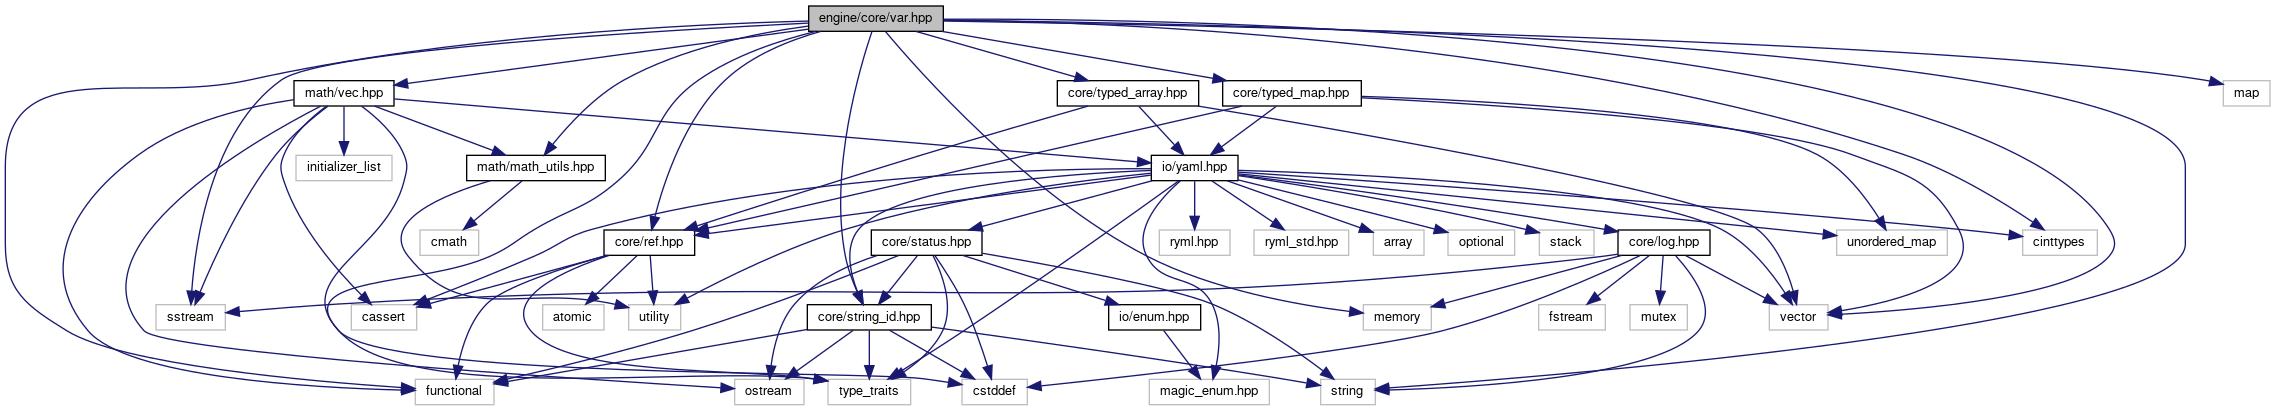 engine/core/var.hpp
math/vec.hpp
core/typed_array.hpp
core/typed_map.hpp
map
initializer_list
math/math_utils.hpp
io/yaml.hpp
cmath
core/ref.hpp
core/status.hpp
ryml.hpp
ryml_std.hpp
array
optional
stack
core/log.hpp
unordered_map
cinttypes
sstream
cassert
atomic
utility
core/string_id.hpp
io/enum.hpp
memory
fstream
mutex
vector
functional
ostream
type_traits
cstddef
magic_enum.hpp
string